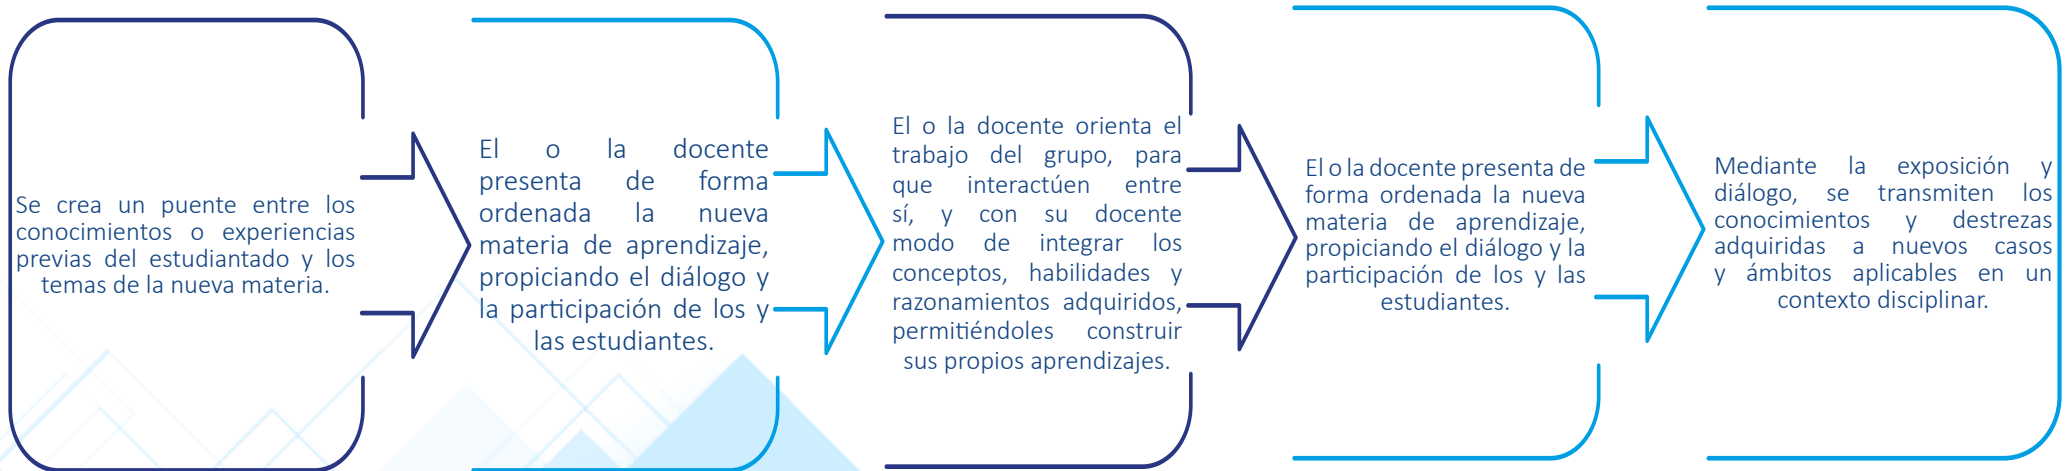 Se crea un puente entre los
conocimientos o experiencias
previas del estudiantado y los
temas de la nueva materia.
El o la docente
presenta de forma
ordenada la nueva
materia de aprendizaje,
propiciando el diálogo y
la participación de los y
las estudiantes.
El o la docente orienta el
trabajo del grupo, para
que interactúen entre
sí, y con su docente
modo de integrar los
conceptos, habilidades y
razonamientos adquiridos,
permitiéndoles construir
sus propios aprendizajes.
El o la docente presenta de
forma ordenada la nueva
materia de aprendizaje,
propiciando el diálogo y la
participación de los y las
estudiantes.
Mediante la exposición y
diálogo, se transmiten los
conocimientos y destrezas
adquiridas a nuevos casos
y ámbitos aplicables en un
contexto disciplinar.